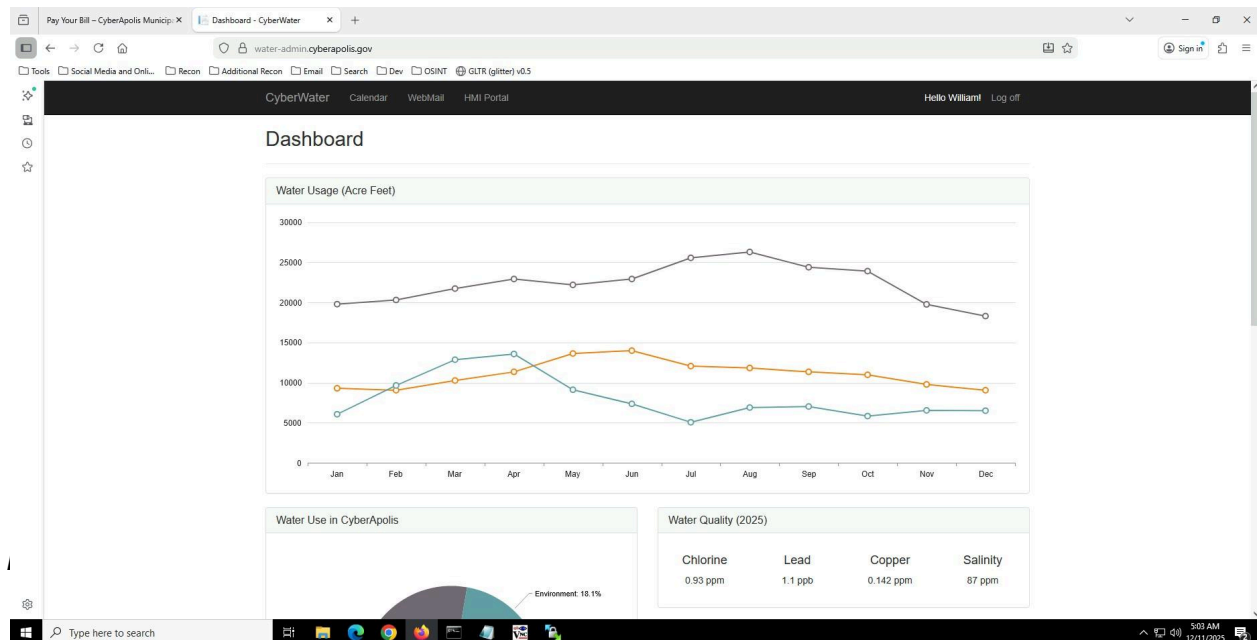 Pay Your Bill – CyberApolis Municip
Dashboard - CyberWater
water-admin.cyberapolis.gov
Sign in
Tools
Social Media and Onli...
Recon
Additional Recon
Email
Search
Dev
OSINT
GLTR (glitter) v0.5
CyberWater
Calendar
WebMail
HMI Portal
Hello William!
Log off
Dashboard
Water Usage (Acre Feet)
30000
25000
20000
15000
10000
5000
0
Jan Feb Mar Apr May Jun Jul Aug Sep Oct Nov Dec
Water Use in CyberApolis
Environment: 18.1%
Water Quality (2025)
Chlorine Lead Copper Salinity
0.93 ppm 1.1 ppb 0.142 ppm 87 ppm
Type here to search
5:03 AM
12/11/2025